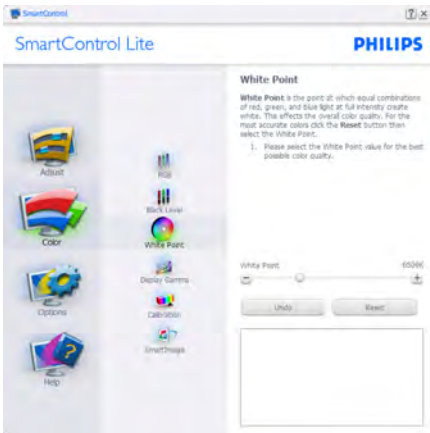 SmartControl
SmartControl Lite
PHILIPS
Adjust
Color
Options
Help
RGB
Black Level
White Point
Display Gamma
Calibration
SmartImage
White Point
White Point is the point at which equal combinations
of red, green, and blue light at full intensity create
white. This effects the overall color quality. For the
most accurate colors click the Reset button then
select the White Point.
1. Please select the White Point value for the best
possible color quality.
White Point
6500K
Undo
Reset